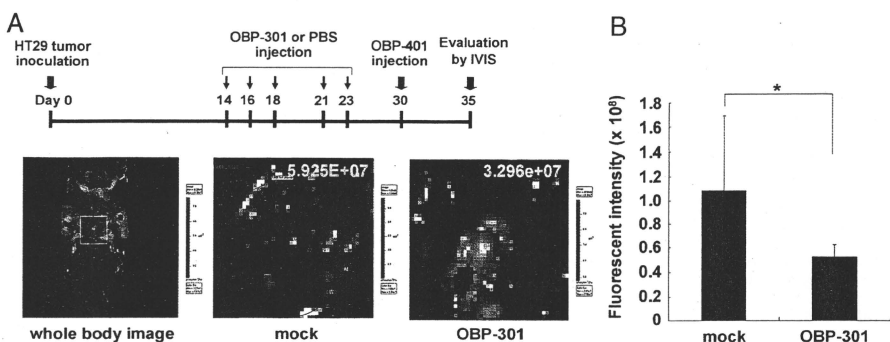 A
HT29 tumor
inoculation
OBP-301 or PBS
injection
OBP-401
injection
Evaluation
by IVIS
Day 0
14 16 18 21 23 30 35
5.925E+07
3.296e+07
whole body image
mock
OBP-301
B
Fluorescent intensity (x 10⁸)
1.8
1.6
1.4
1.2
1.0
0.8
0.6
0.4
0.2
0
*
mock
OBP-301